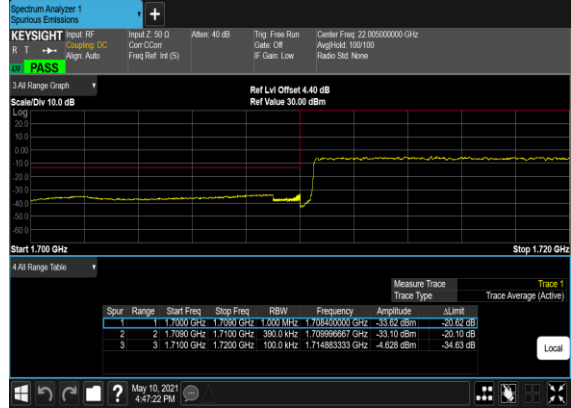 Spectrum Analyzer 1
Spurious Emissions
KEYSIGHT Input: RF Input Z: 50 Ω Atten: 40 dB Trig: Free Run Center Freq: 22.005000000 GHz
R T Coupling: DC Corr CCorr Gate: Off Avg|Hold: 100/100
Align: Auto Freq Ref: Int (S) IF Gain: Low Radio Std: None
PASS
3 All Range Graph
Ref Lvl Offset 4.40 dB
Scale/Div 10.0 dB Ref Value 30.00 dBm
Log
20.0
10.0
0.00
-10.0
-20.0
-30.0
-40.0
-50.0
-60.0
Start 1.700 GHz Stop 1.720 GHz
4 All Range Table
Measure Trace Trace 1
Trace Type Trace Average (Active)
Spur Range Start Freq Stop Freq RBW Frequency Amplitude ΔLimit
1 1 1.7000 GHz 1.7090 GHz 1.000 MHz 1.708400000 GHz -33.62 dBm -20.62 dB
2 2 1.7090 GHz 1.7100 GHz 390.0 kHz 1.709996667 GHz -33.10 dBm -20.10 dB
3 3 1.7100 GHz 1.7200 GHz 100.0 kHz 1.714883333 GHz -4.628 dBm -34.63 dB
Local
May 10, 2021
4:47:22 PM